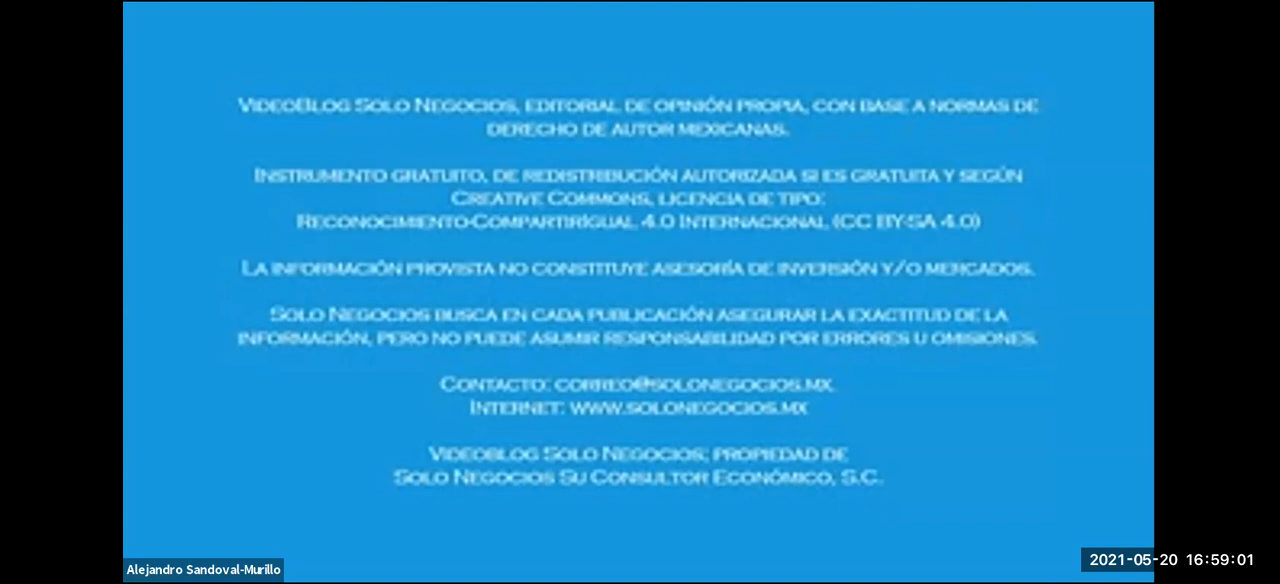 VideoBlog Solo Negocios, editorial de opinión propia, con base a normas de
derecho de autor mexicanas.
Instrumento gratuito, de redistribución autorizada si es gratuita y según
Creative Commons, licencia de tipo:
Reconocimiento-CompartirIgual 4.0 Internacional (CC BY-SA 4.0)
La información provista no constituye asesoría de inversión y/o mercados.
Solo Negocios busca en cada publicación asegurar la exactitud de la
información, pero no puede asumir responsabilidad por errores u omisiones.
Contacto: correo@solonegocios.mx
Internet: www.solonegocios.mx
Videoblog Solo Negocios; propiedad de
Solo Negocios Su Consultor Económico, S.C.
Alejandro Sandoval-Murillo
2021-05-20 16:59:01